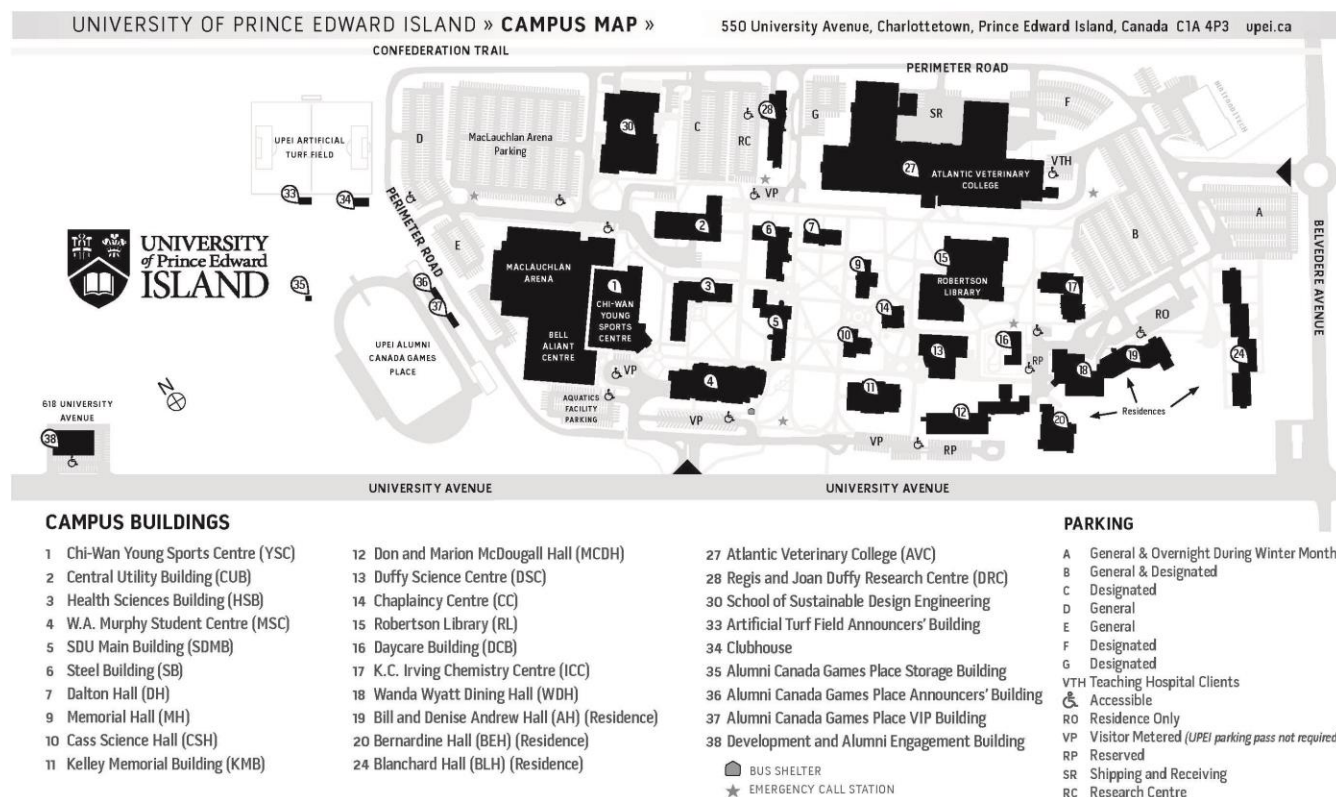 UNIVERSITY OF PRINCE EDWARD ISLAND » CAMPUS MAP »
550 University Avenue, Charlottetown, Prince Edward Island, Canada C1A 4P3 upei.ca
CONFEDERATION TRAIL
PERIMETER ROAD
UPEI ARTIFICIAL
TURF FIELD
D
MacLauchlan Arena
Parking
30
C
RC
28
G
SR
F
27
ATLANTIC VETERINARY
COLLEGE
VTH
33
34
VP
A
B
BELVEDERE AVENUE
PERIMETER ROAD
E
2
6
7
UNIVERSITY
of Prince Edward
ISLAND
35
36
37
MACLAUCHLAN
ARENA
1
CHI-WAN
YOUNG
SPORTS
CENTRE
BELL
ALIANT
CENTRE
3
5
9
14
10
15
ROBERTSON
LIBRARY
17
16
13
RO
UPEI ALUMNI
CANADA GAMES
PLACE
N
VP
4
11
12
RP
18
19
24
Residences
20
AQUATICS
FACILITY
PARKING
VP
VP
RP
618 UNIVERSITY
AVENUE
38
UNIVERSITY AVENUE
UNIVERSITY AVENUE
CAMPUS BUILDINGS
1 Chi-Wan Young Sports Centre (YSC)
2 Central Utility Building (CUB)
3 Health Sciences Building (HSB)
4 W.A. Murphy Student Centre (MSC)
5 SDU Main Building (SDMB)
6 Steel Building (SB)
7 Dalton Hall (DH)
9 Memorial Hall (MH)
10 Cass Science Hall (CSH)
11 Kelley Memorial Building (KMB)
12 Don and Marion McDougall Hall (MCDH)
13 Duffy Science Centre (DSC)
14 Chaplaincy Centre (CC)
15 Robertson Library (RL)
16 Daycare Building (DCB)
17 K.C. Irving Chemistry Centre (ICC)
18 Wanda Wyatt Dining Hall (WDH)
19 Bill and Denise Andrew Hall (AH) (Residence)
20 Bernardine Hall (BEH) (Residence)
24 Blanchard Hall (BLH) (Residence)
27 Atlantic Veterinary College (AVC)
28 Regis and Joan Duffy Research Centre (DRC)
30 School of Sustainable Design Engineering
33 Artificial Turf Field Announcers' Building
34 Clubhouse
35 Alumni Canada Games Place Storage Building
36 Alumni Canada Games Place Announcers' Building
37 Alumni Canada Games Place VIP Building
38 Development and Alumni Engagement Building
BUS SHELTER
EMERGENCY CALL STATION
PARKING
A General & Overnight During Winter Month
B General & Designated
C Designated
D General
E General
F Designated
G Designated
VTH Teaching Hospital Clients
Accessible
RO Residence Only
VP Visitor Metered (UPEI parking pass not required
RP Reserved
SR Shipping and Receiving
RC Research Centre